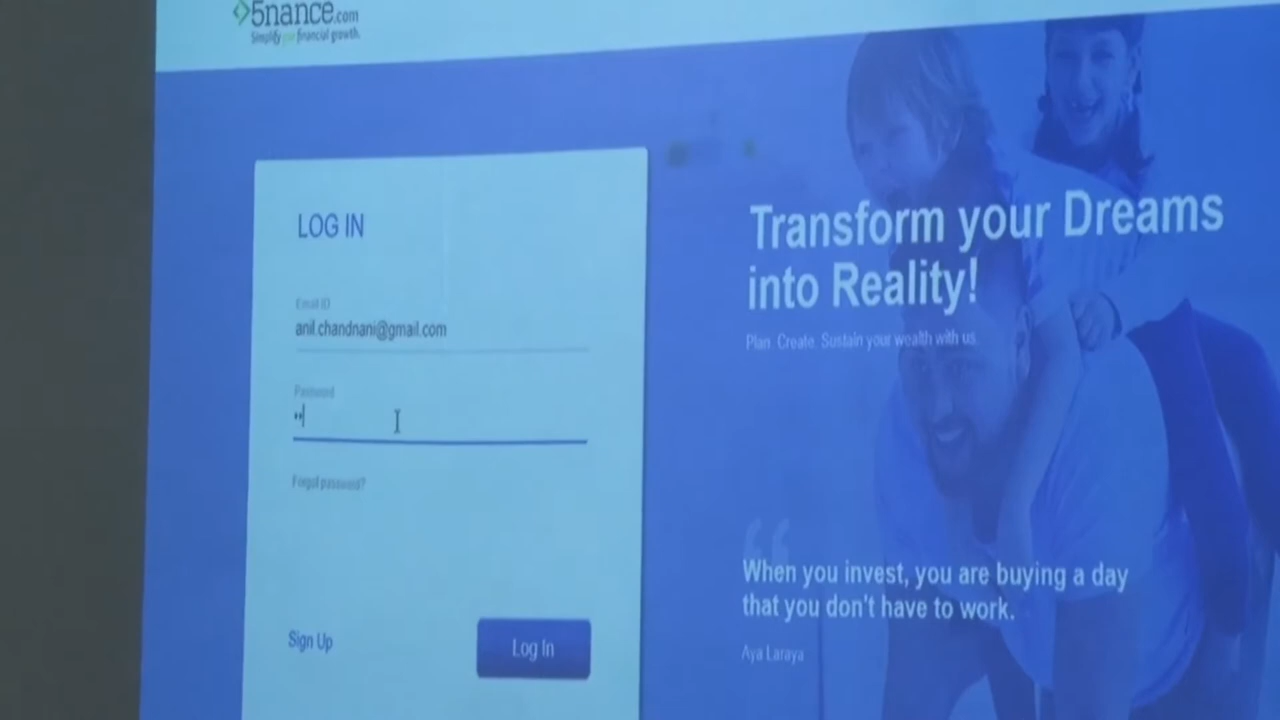 5nance.com
Simplify your financial growth.
LOG IN
Email ID
anil.chandnani@gmail.com
Password
Forgot password?
Sign Up
Log In
Transform your Dreams
into Reality!
Plan. Create. Sustain your wealth with us.
“
When you invest, you are buying a day
that you don't have to work.
Aya Laraya